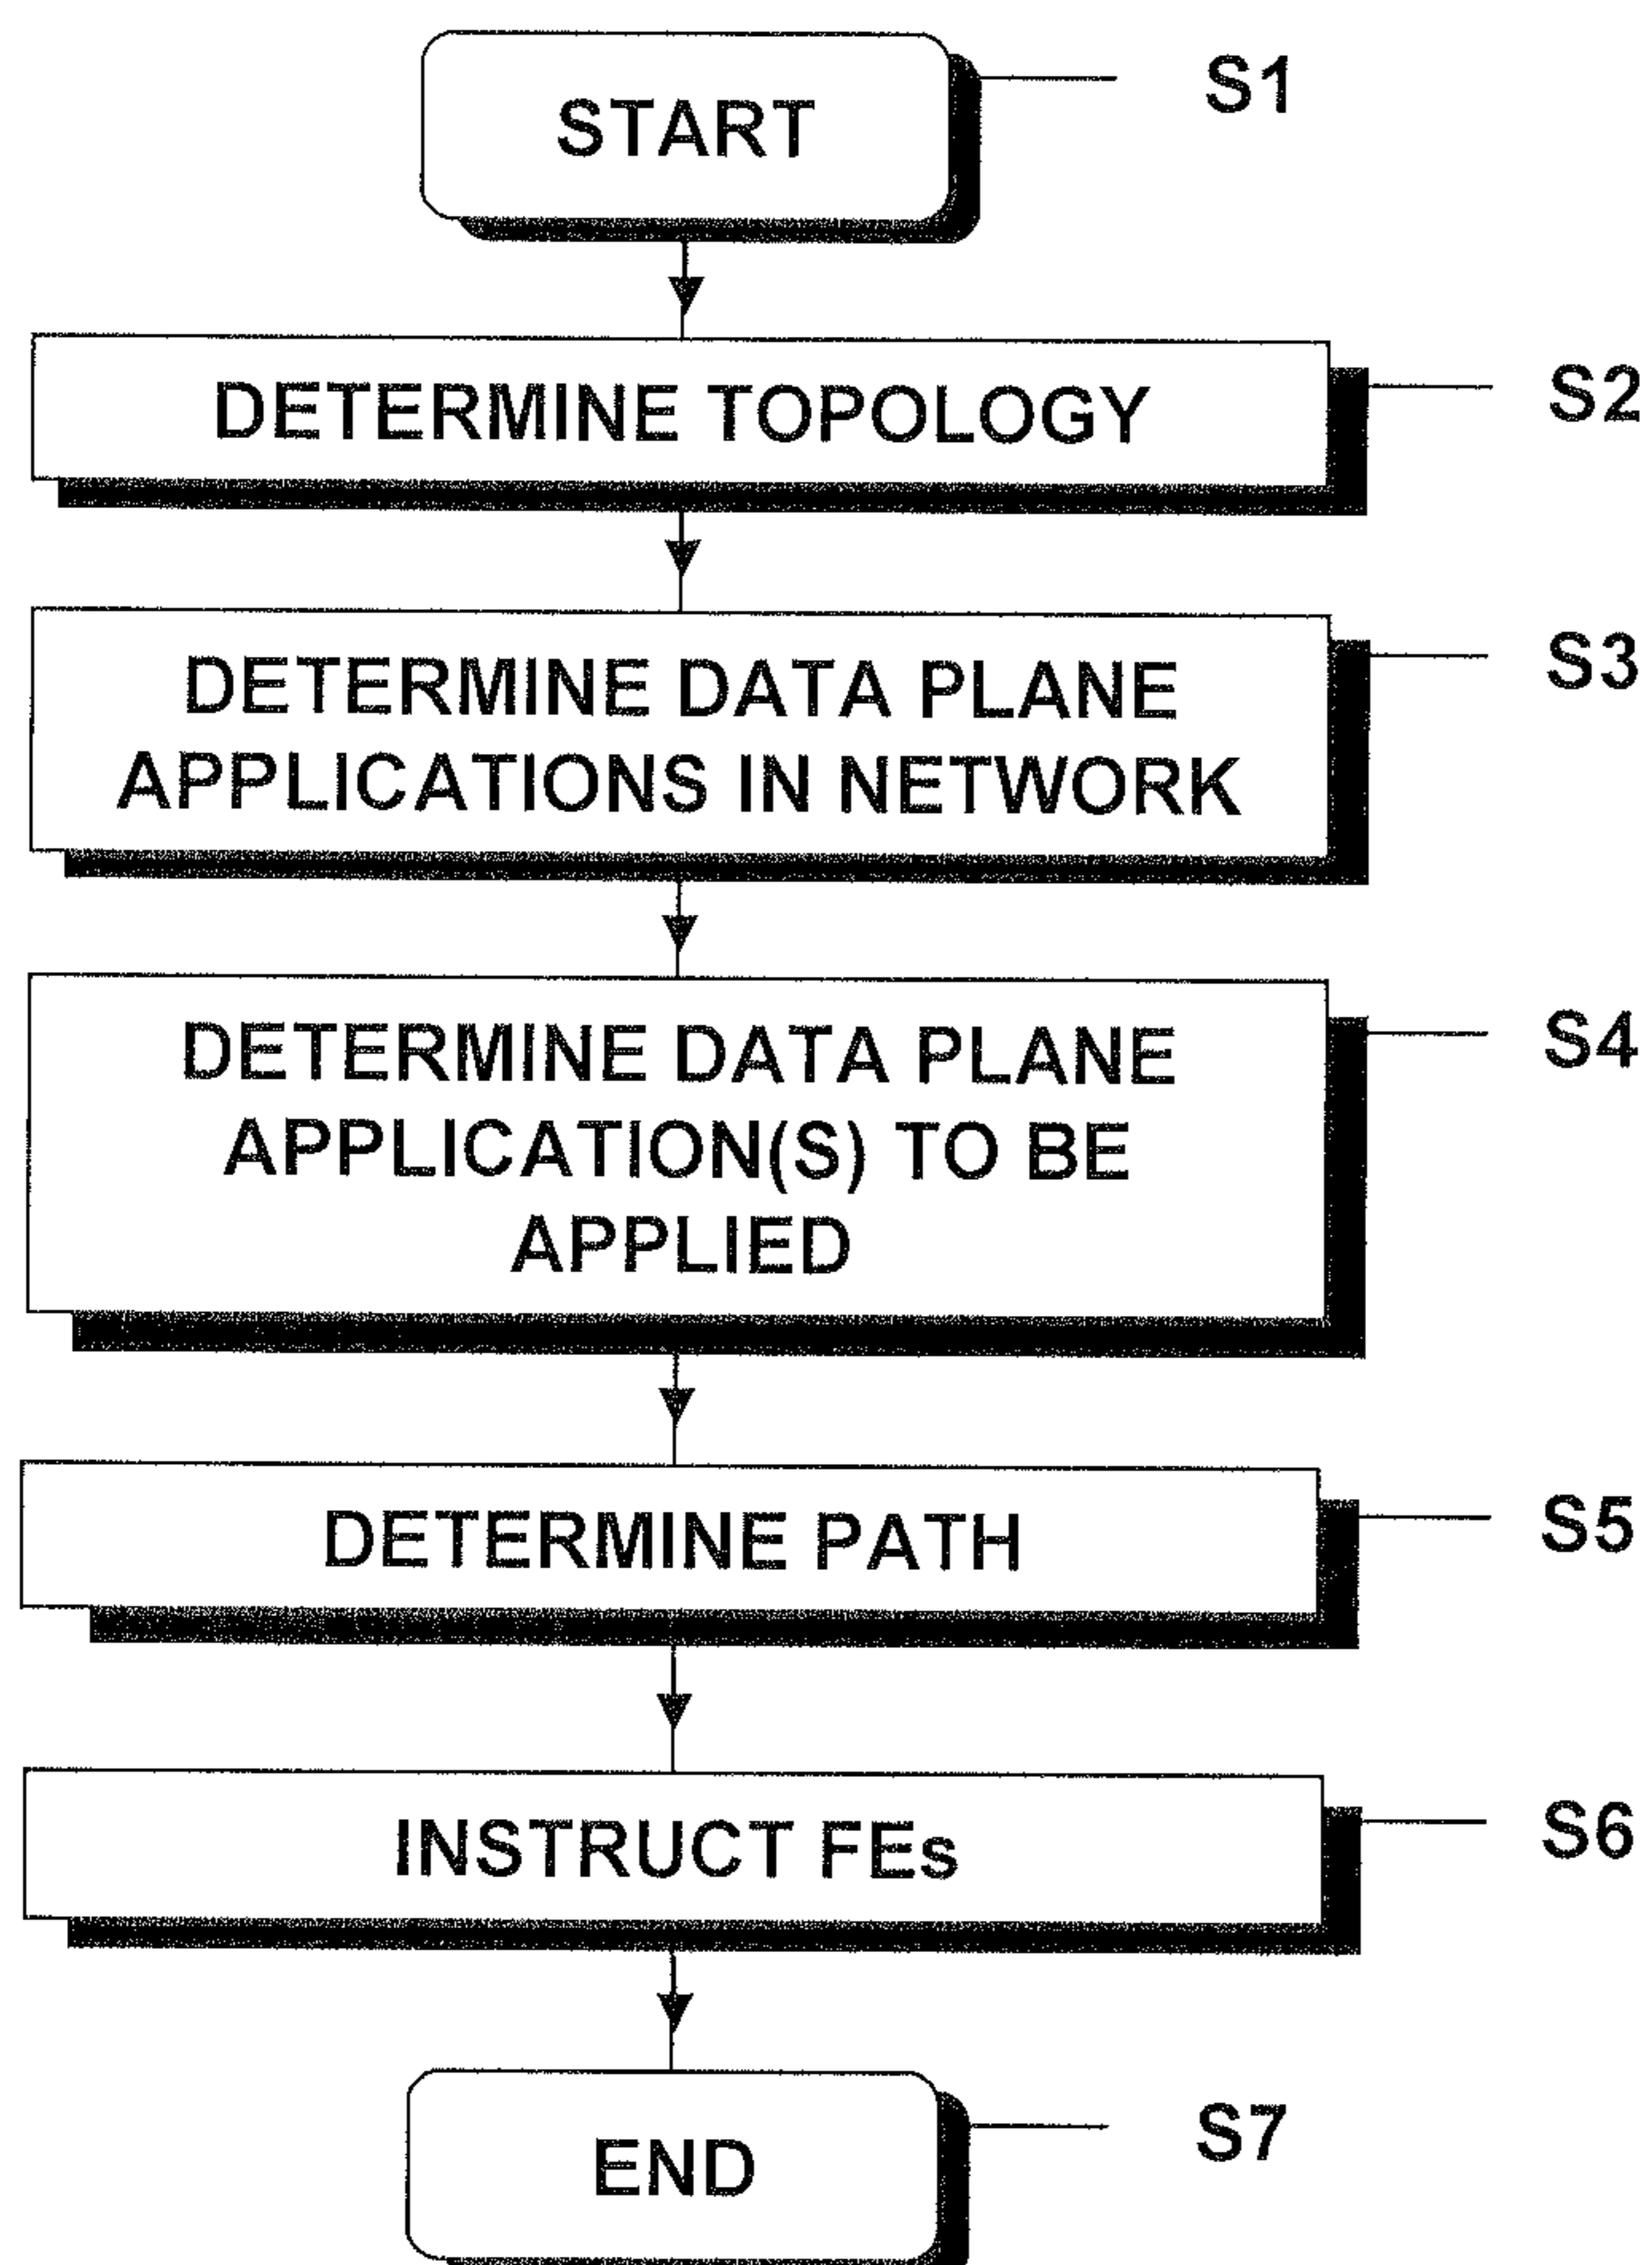 START
S1
DETERMINE TOPOLOGY
S2
DETERMINE DATA PLANE
APPLICATIONS IN NETWORK
S3
DETERMINE DATA PLANE
APPLICATION(S) TO BE
APPLIED
S4
DETERMINE PATH
S5
INSTRUCT FEs
S6
END
S7